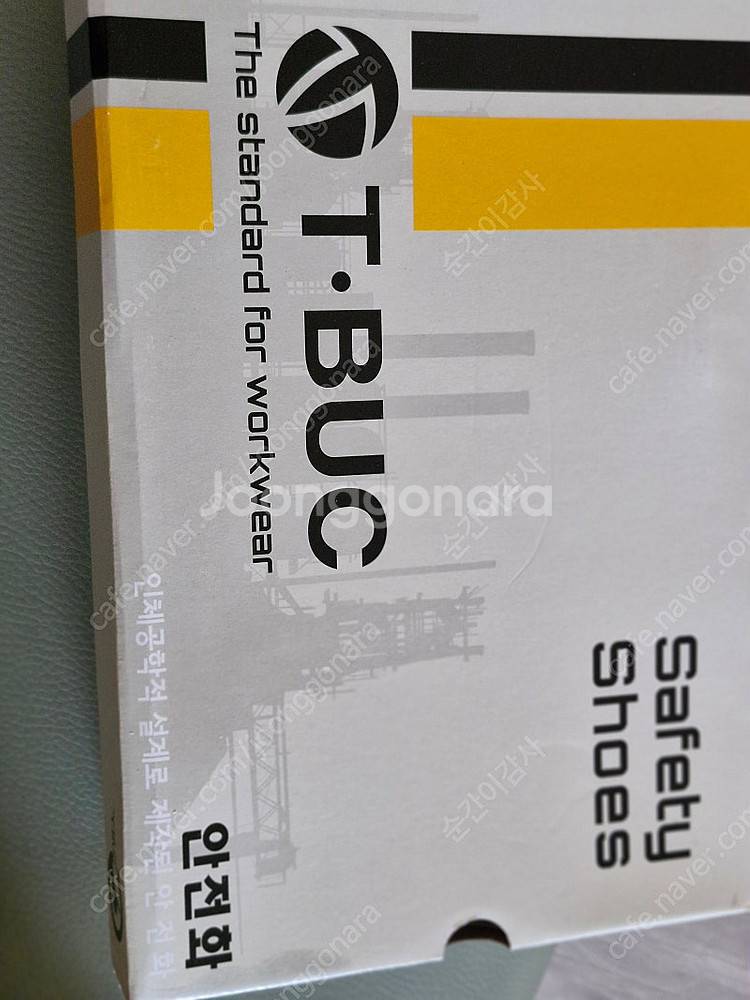 T·BUC
The standard for workwear
Safety
Shoes
안전화
인체공학적 설계로 제작된 안전화
Joonggonara
cafe.naver.com/joonggonara
순간이감사